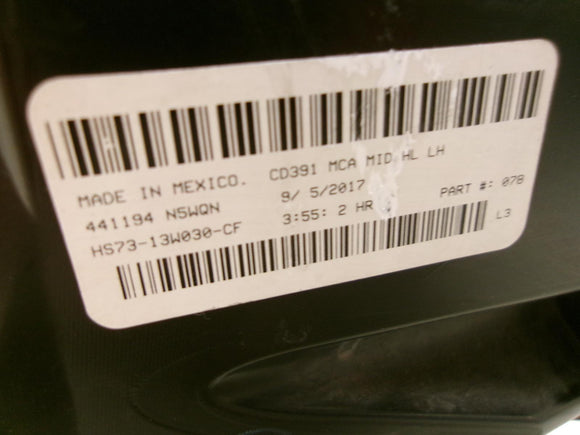 MADE IN MEXICO. CD391 MCA MID HL LH
441194 N5WQN 9/ 5/2017
HS73-13W030-CF 3:55: 2 HR PART #: 078
L3